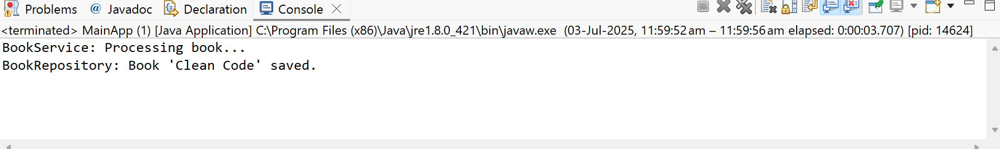 Problems @ Javadoc Declaration Console
<terminated> MainApp (1) [Java Application] C:\Program Files (x86)\Java\jre1.8.0_421\bin\javaw.exe (03-Jul-2025, 11:59:52 am – 11:59:56 am elapsed: 0:00:03.707) [pid: 14624]
BookService: Processing book...
BookRepository: Book 'Clean Code' saved.